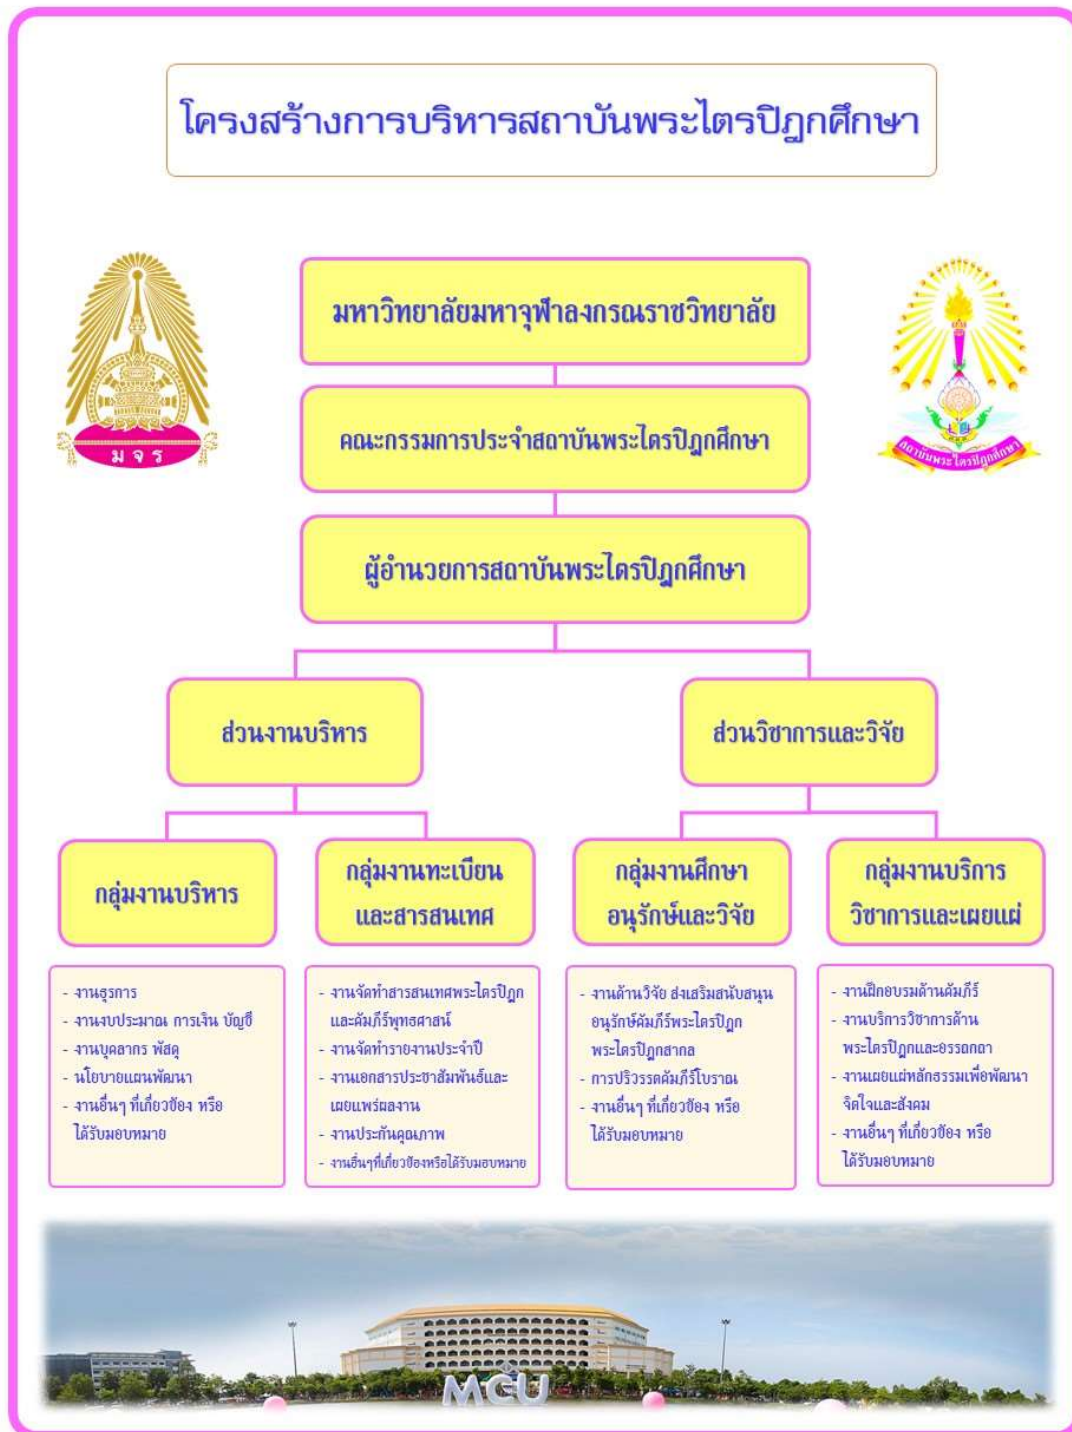 โครงสร้างการบริหารสถาบันพระไตรปิฎกศึกษา
มหาวิทยาลัยมหาจุฬาลงกรณราชวิทยาลัย
มจร
คณะกรรมการประจำสถาบันพระไตรปิฎกศึกษา
สถาบันพระไตรปิฎกศึกษา
ผู้อำนวยการสถาบันพระไตรปิฎกศึกษา
ส่วนงานบริหาร
ส่วนวิชาการและวิจัย
กลุ่มงานบริหาร
กลุ่มงานทะเบียน
และสารสนเทศ
กลุ่มงานศึกษา
อนุรักษ์และวิจัย
กลุ่มงานบริการ
วิชาการและเผยแผ่
- งานธุรการ
- งานงบประมาณ การเงิน บัญชี
- งานบุคลากร พัสดุ
- นโยบายแผนพัฒนา
- งานอื่นๆ ที่เกี่ยวข้อง หรือ
ได้รับมอบหมาย
- งานจัดทำสารสนเทศพระไตรปิฎก
และคัมภีร์พุทธศาสน์
- งานจัดทำรายงานประจำปี
- งานเอกสารประชาสัมพันธ์และ
เผยแพร่ผลงาน
- งานประกันคุณภาพ
- งานอื่นๆที่เกี่ยวข้องหรือได้รับมอบหมาย
- งานด้านวิจัย ส่งเสริมสนับสนุน
อนุรักษ์คัมภีร์พระไตรปิฎก
พระไตรปิฎกสากล
- การปริวรรตคัมภีร์โบราณ
- งานอื่นๆ ที่เกี่ยวข้อง หรือ
ได้รับมอบหมาย
- งานฝึกอบรมด้านคัมภีร์
- งานบริการวิชาการด้าน
พระไตรปิฎกและอรรถกถา
- งานเผยแผ่หลักธรรมเพื่อพัฒนา
จิตใจและสังคม
- งานอื่นๆ ที่เกี่ยวข้อง หรือ
ได้รับมอบหมาย
MCU